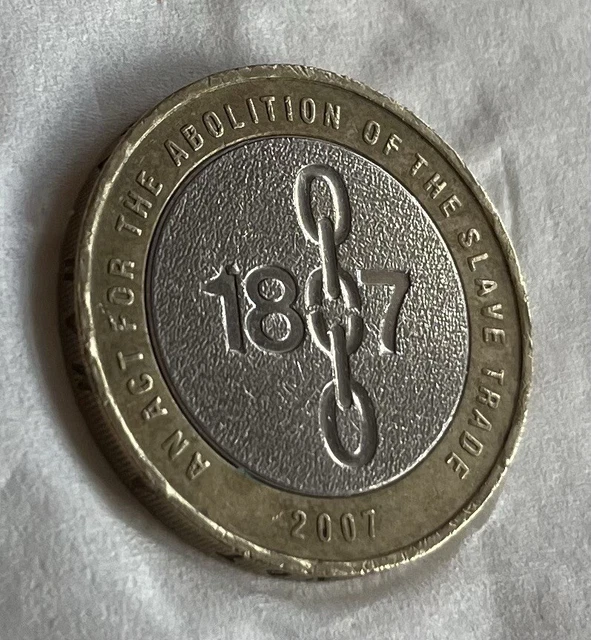 AN ACT FOR THE ABOLITION OF THE SLAVE TRADE
1807
2007